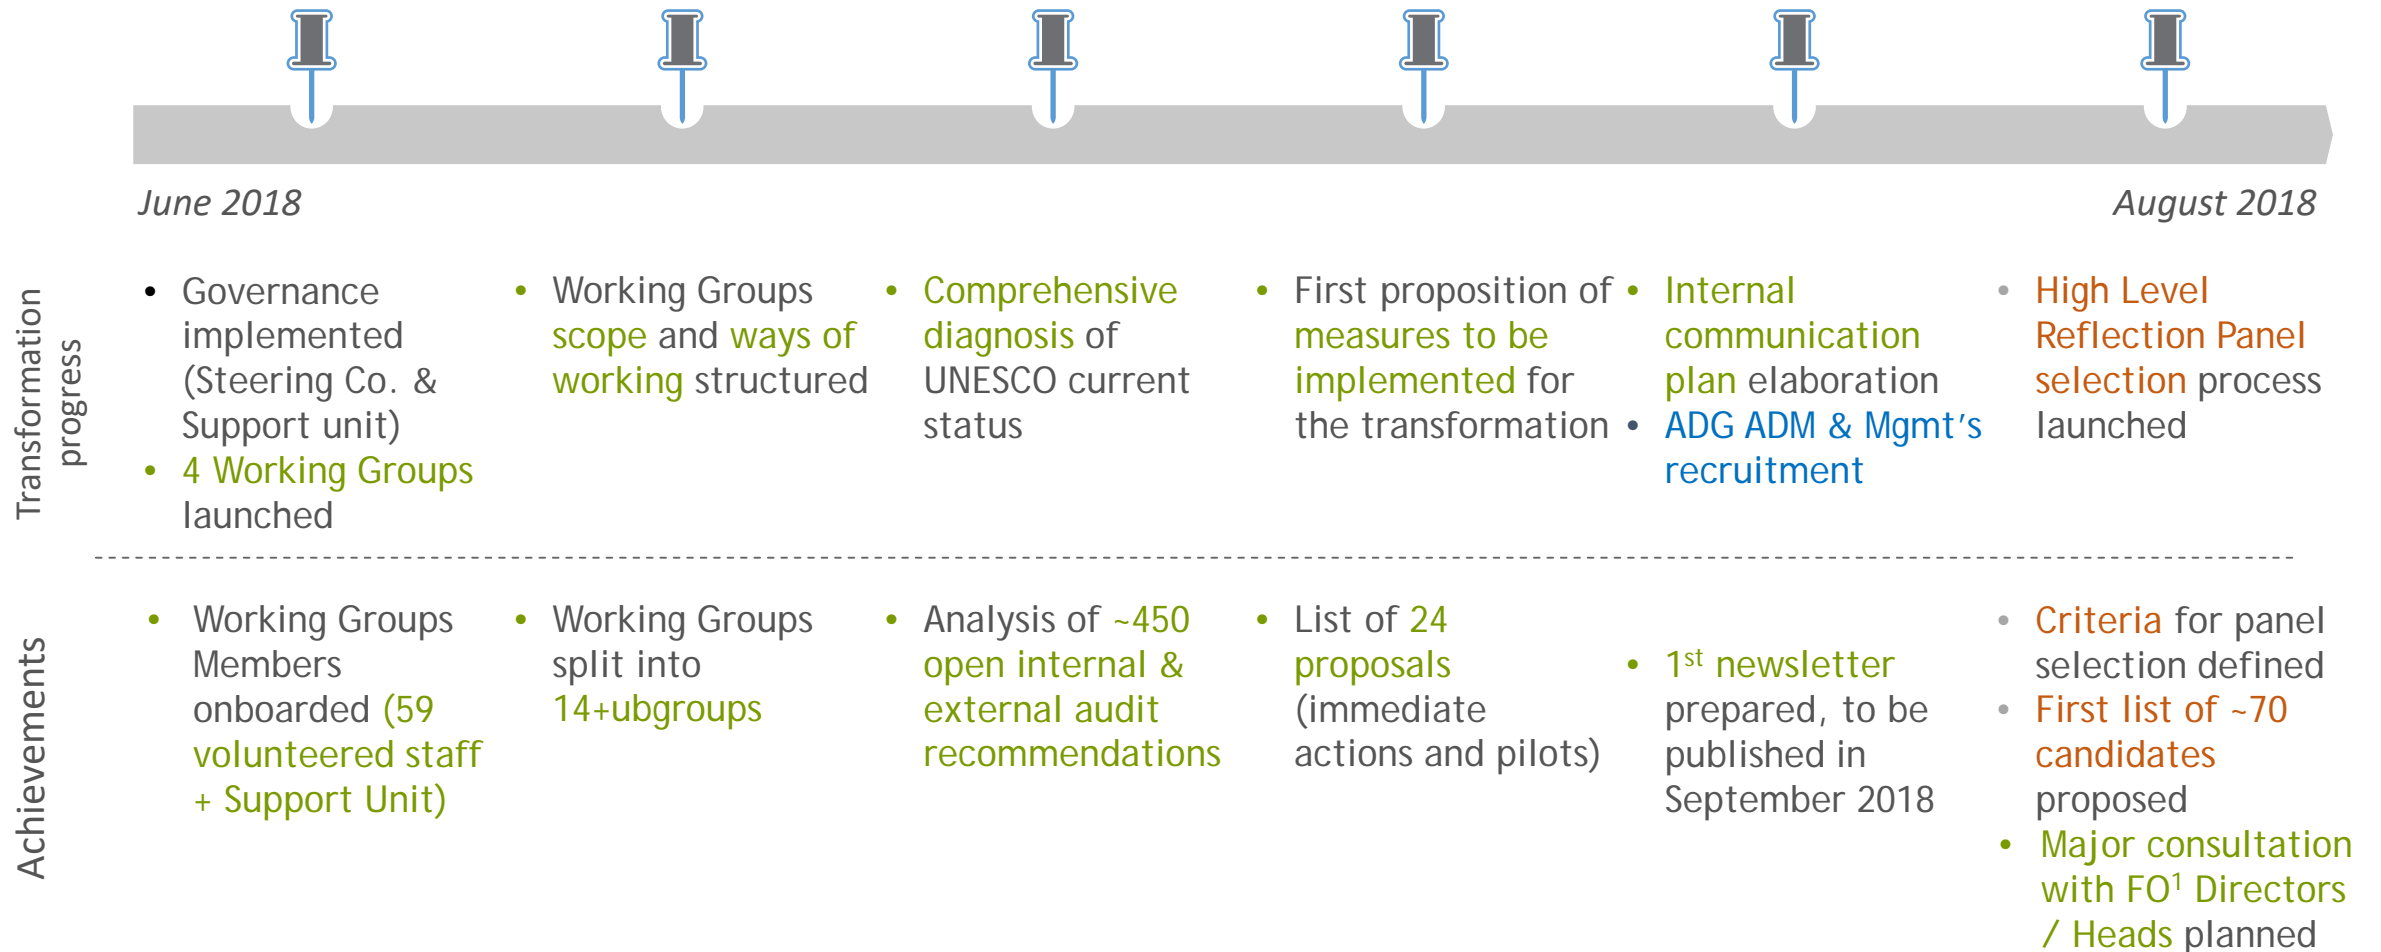 June 2018
August 2018
Transformation
progress
• Governance
implemented
(Steering Co. &
Support unit)
• 4 Working Groups
launched
• Working Groups
scope and ways of
working structured
• Comprehensive
diagnosis of
UNESCO current
status
• First proposition of
measures to be
implemented for
the transformation
• Internal
communication
plan elaboration
• ADG ADM & Mgmt's
recruitment
• High Level
Reflection Panel
selection process
launched
Achievements
• Working Groups
Members
onboarded (59
volunteered staff
+ Support Unit)
• Working Groups
split into
14+ubgroups
• Analysis of ~450
open internal &
external audit
recommendations
• List of 24
proposals
(immediate
actions and pilots)
• 1st newsletter
prepared, to be
published in
September 2018
• Criteria for panel
selection defined
• First list of ~70
candidates
proposed
• Major consultation
with FO1 Directors
/ Heads planned